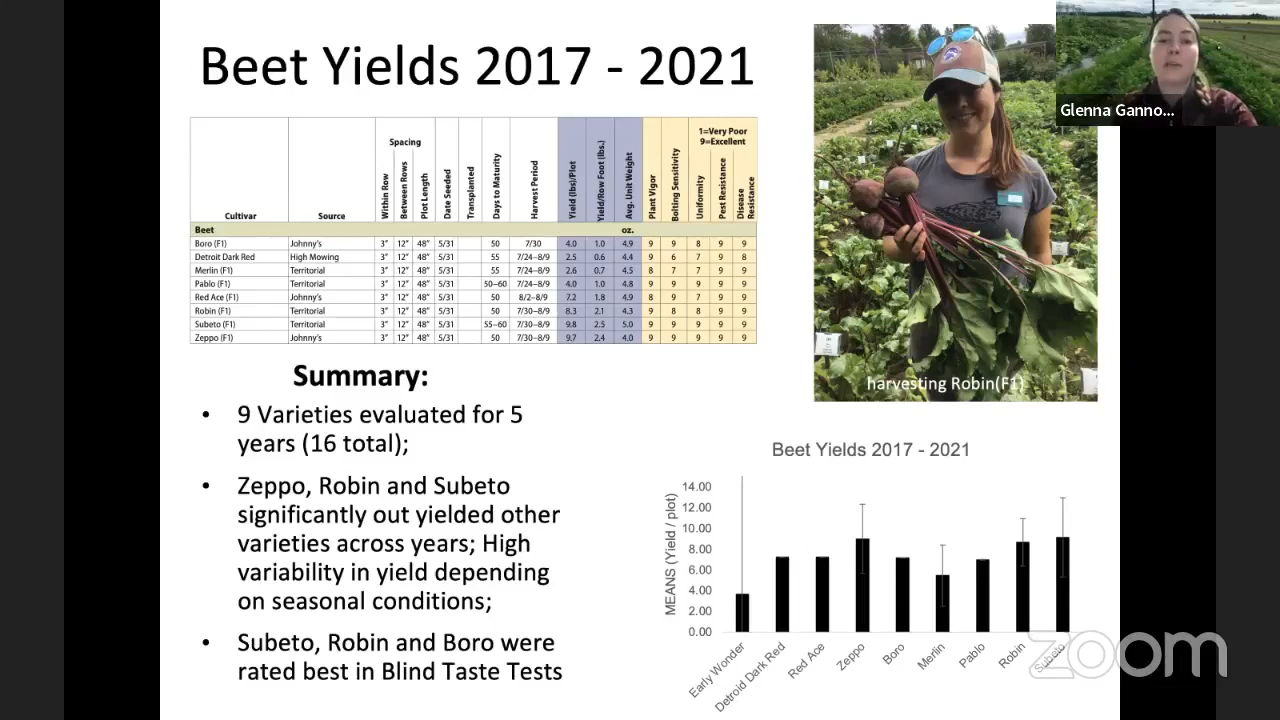 Beet Yields 2017 - 2021
Glenna Ganno...
Spacing
1=Very Poor
9=Excellent
Cultivar Source Within Row Between Rows Plot Length Date Seeded Transplanted Days to Maturity Harvest Period Yield (lbs)/Plot Yield/Row Foot (lbs.) Avg. Unit Weight Plant Vigor Bolting Sensitivity Uniformity Pest Resistance Disease Resistance
Beet oz.
Boro (F1) Johnny's 3" 12" 48" 5/31 50 7/30 4.0 1.0 4.9 9 9 8 9 9
Detroit Dark Red High Mowing 3" 12" 48" 5/31 55 7/24–8/9 2.5 0.6 4.4 9 6 7 9 8
Merlin (F1) Territorial 3" 12" 48" 5/31 55 7/24–8/9 2.6 0.7 4.5 8 7 7 9 9
Pablo (F1) Territorial 3" 12" 48" 5/31 50–60 7/24–8/9 4.0 1.0 4.8 9 9 9 9 9
Red Ace (F1) Johnny's 3" 12" 48" 5/31 50 8/2–8/9 7.2 1.8 4.9 8 9 7 9 9
Robin (F1) Territorial 3" 12" 48" 5/31 50 7/30–8/9 8.3 2.1 4.3 9 8 8 9 9
Subeto (F1) Territorial 3" 12" 48" 5/31 55–60 7/30–8/9 9.8 2.5 5.0 9 9 9 9 9
Zeppo (F1) Johnny's 3" 12" 48" 5/31 50 7/30–8/9 9.7 2.4 4.0 9 9 9 9 9
harvesting Robin(F1)
Summary:
• 9 Varieties evaluated for 5
years (16 total);
• Zeppo, Robin and Subeto
significantly out yielded other
varieties across years; High
variability in yield depending
on seasonal conditions;
• Subeto, Robin and Boro were
rated best in Blind Taste Tests
Beet Yields 2017 - 2021
MEANS (Yield / plot)
14.00
12.00
10.00
8.00
6.00
4.00
2.00
0.00
Early Wonder
Detroid Dark Red
Red Ace
Zeppo
Boro
Merlin
Pablo
Robin
Subeto
zoom